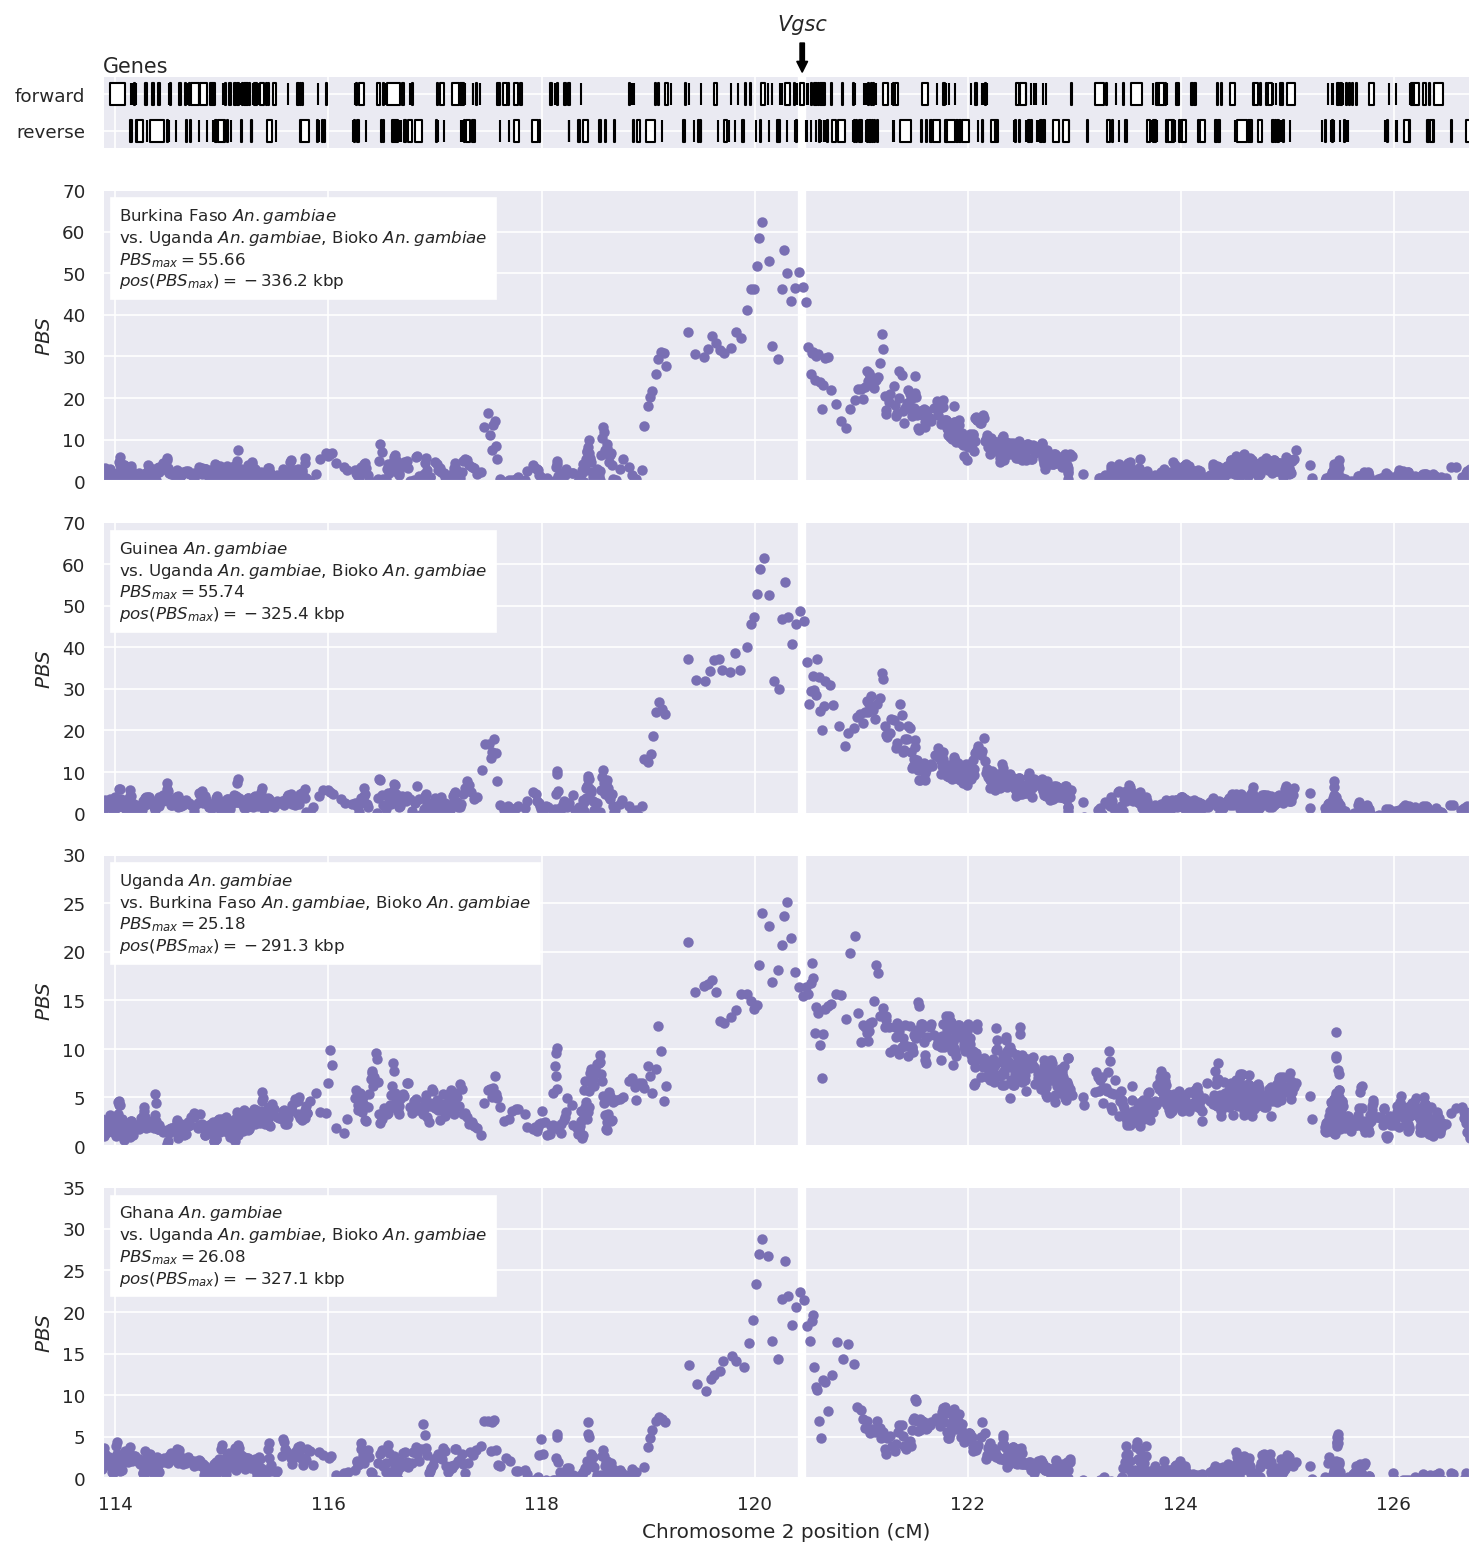 Vgsc
Genes
forward
reverse
70
60
50
40
30
20
10
0
PBS
Burkina Faso An. gambiae
vs. Uganda An. gambiae, Bioko An. gambiae
PBSmax = 55.66
pos(PBSmax) = −336.2 kbp
70
60
50
40
30
20
10
0
PBS
Guinea An. gambiae
vs. Uganda An. gambiae, Bioko An. gambiae
PBSmax = 55.74
pos(PBSmax) = −325.4 kbp
30
25
20
15
10
5
0
PBS
Uganda An. gambiae
vs. Burkina Faso An. gambiae, Bioko An. gambiae
PBSmax = 25.18
pos(PBSmax) = −291.3 kbp
35
30
25
20
15
10
5
0
PBS
Ghana An. gambiae
vs. Uganda An. gambiae, Bioko An. gambiae
PBSmax = 26.08
pos(PBSmax) = −327.1 kbp
114 116 118 120 122 124 126
Chromosome 2 position (cM)